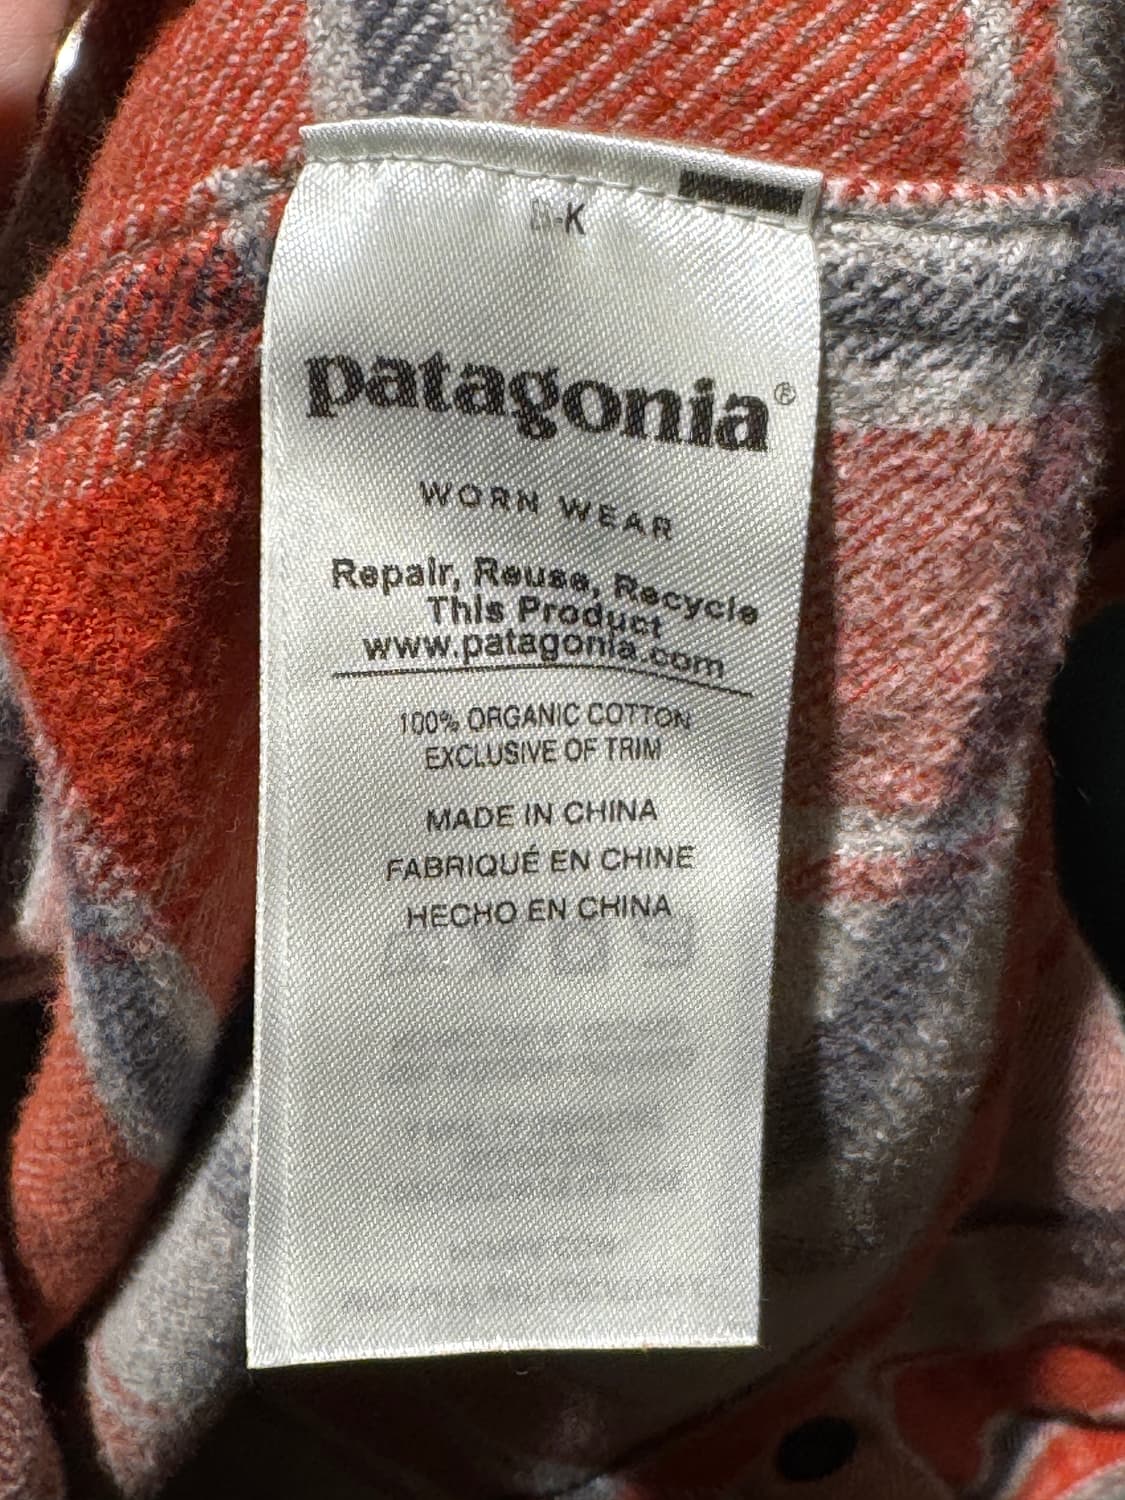 patagonia®
WORN WEAR
Repair, Reuse, Recycle
This Product
www.patagonia.com
100% ORGANIC COTTON
EXCLUSIVE OF TRIM
MADE IN CHINA
FABRIQUÉ EN CHINE
HECHO EN CHINA